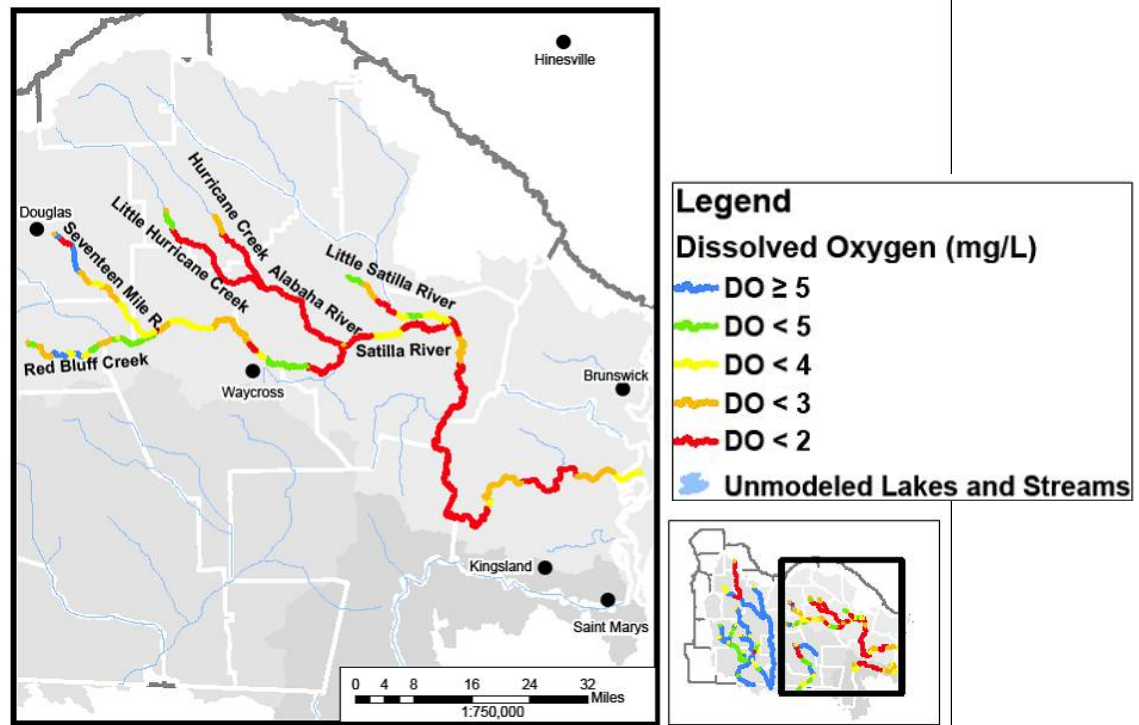 Hinesville
Hurricane Creek
Little Hurricane Creek
Douglas
Seventeen Mile R.
Alabaha River
Little Satilla River
Red Bluff Creek
Satilla River
Waycross
Brunswick
Kingsland
Saint Marys
0 4 8 16 24 32
Miles
1:750,000
Legend
Dissolved Oxygen (mg/L)
DO ≥ 5
DO < 5
DO < 4
DO < 3
DO < 2
Unmodeled Lakes and Streams